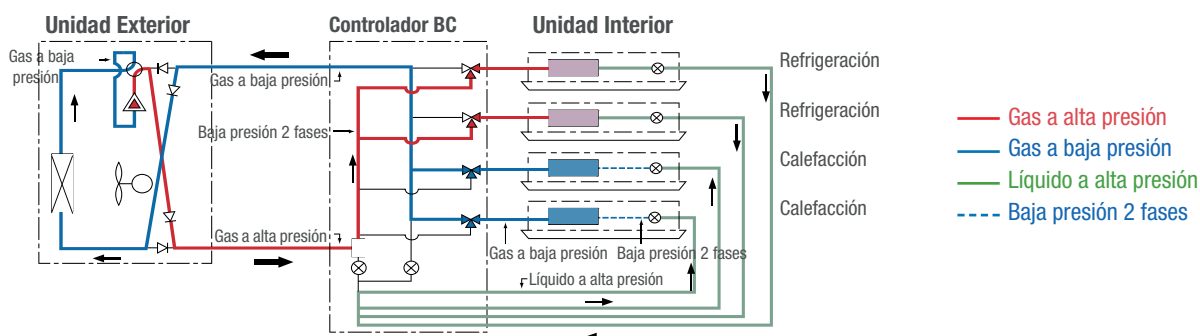 Unidad Exterior
Controlador BC
Unidad Interior
Gas a baja
presión
Gas a baja presión
Baja presión 2 fases
Gas a alta presión
Gas a baja presión
Baja presión 2 fases
Líquido a alta presión
Refrigeración
Refrigeración
Calefacción
Calefacción
Gas a alta presión
Gas a baja presión
Líquido a alta presión
Baja presión 2 fases